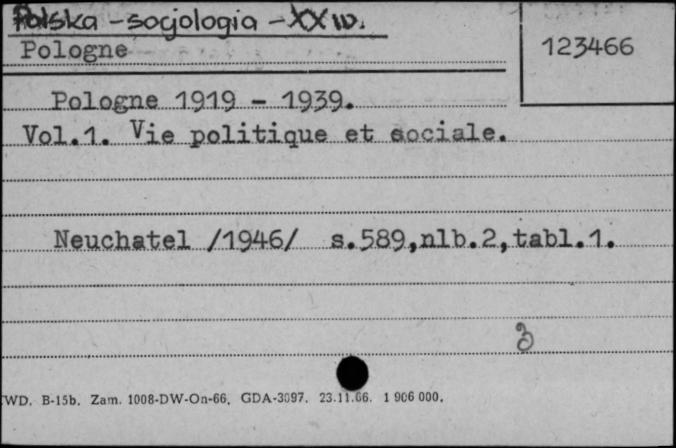 Polska - socjologia - XX w.
Pologne
123466
Pologne 1919 - 1939.
Vol.1. Vie politique et sociale.
Neuchatel /1946/ s.589,nlb.2,tabl.1.
WD. B-15b. Zam. 1008-DW-On-66. GDA-3097. 23.11.66. 1 906 000.